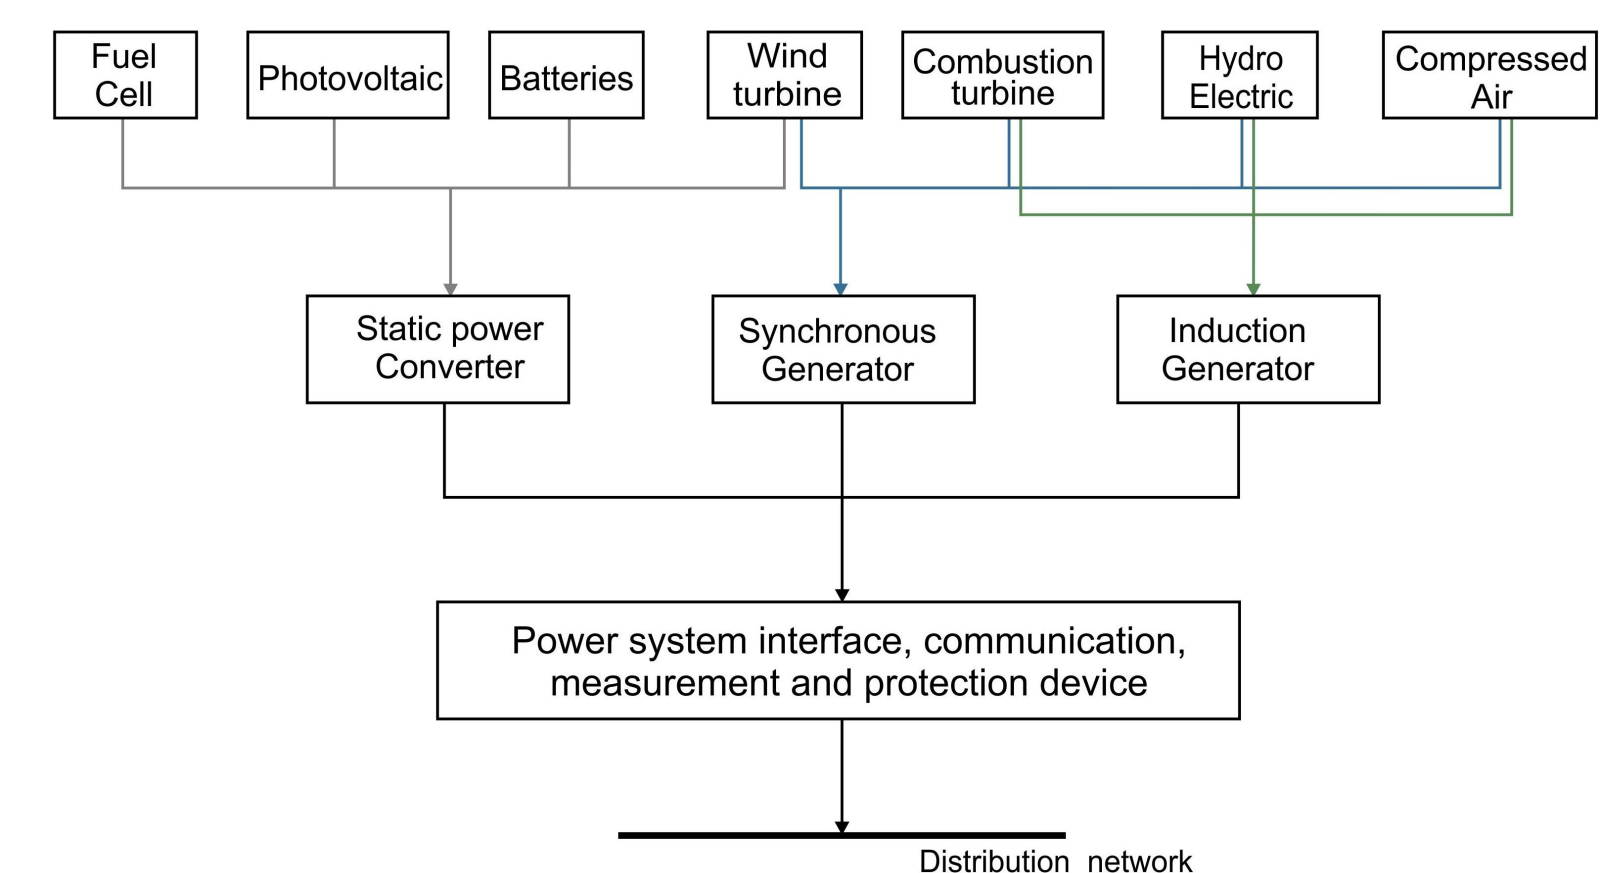 Fuel
Cell
Photovoltaic
Batteries
Wind
turbine
Combustion
turbine
Hydro
Electric
Compressed
Air
Static power
Converter
Synchronous
Generator
Induction
Generator
Power system interface, communication,
measurement and protection device
Distribution network